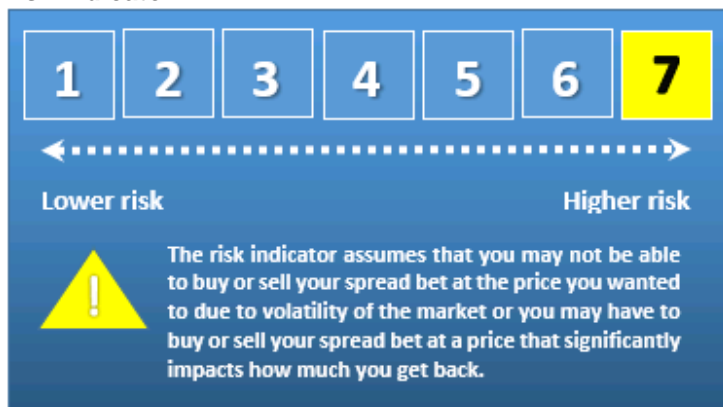 1 2 3 4 5 6 7
Lower risk Higher risk
!
The risk indicator assumes that you may not be able
to buy or sell your spread bet at the price you wanted
to due to volatility of the market or you may have to
buy or sell your spread bet at a price that significantly
impacts how much you get back.